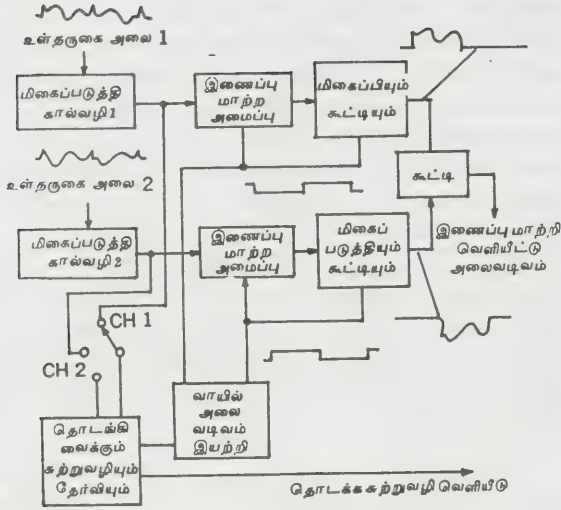 உள்தருகை அலை 1
மிகைப்படுத்தி
கால்வழி 1
இணைப்பு
மாற்ற
அமைப்பு
மிகைப்பியும்
கூட்டியும்
உள்தருகை அலை 2
மிகைப்படுத்தி
கால்வழி 2
இணைப்பு
மாற்ற
அமைப்பு
மிகைப்
படுத்தியும்
கூட்டியும்
கூட்டி
இணைப்பு மாற்றி
வெளியீட்டு
அலைவடிவம்
CH 1
CH 2
தொடங்கி
வைக்கும்
சுற்றுவழியும்
தேர்வியும்
வாயில்
அலை
வடிவம்
இயற்றி
தொடக்க சுற்றுவழி வெளியீடு